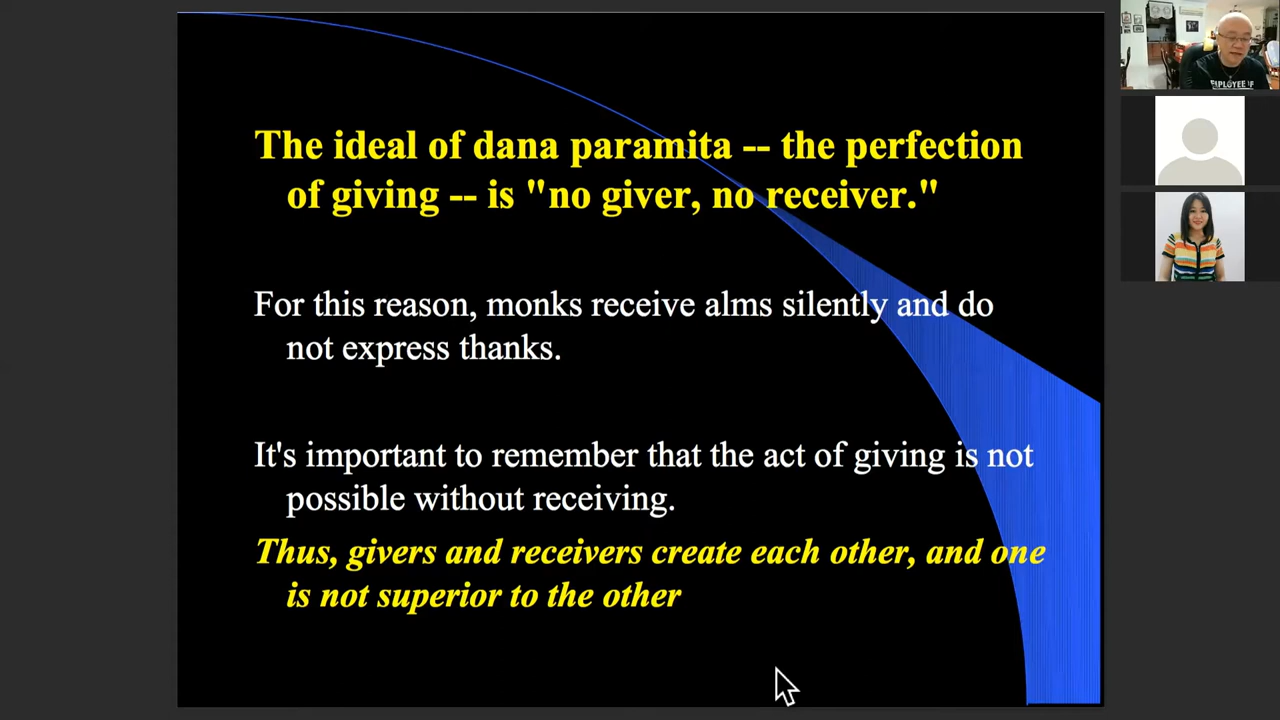 The ideal of dana paramita -- the perfection
of giving -- is "no giver, no receiver."
For this reason, monks receive alms silently and do
not express thanks.
It's important to remember that the act of giving is not
possible without receiving.
Thus, givers and receivers create each other, and one
is not superior to the other
EMPLOYEE OF